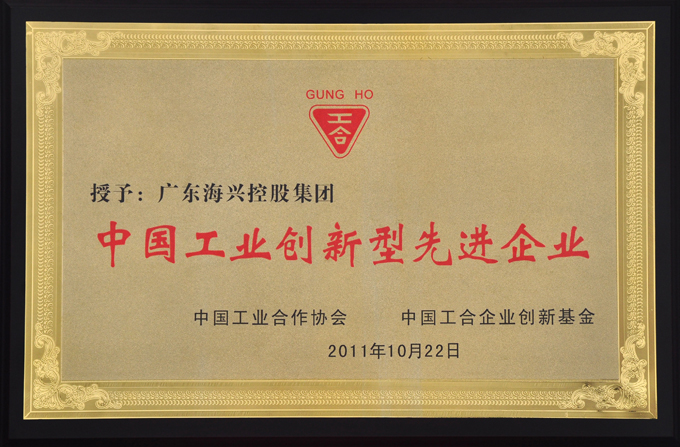 GUNG HO
工合
授予：广东海兴控股集团
中国工业创新型先进企业
中国工业合作协会 中国工合企业创新基金
2011年10月22日